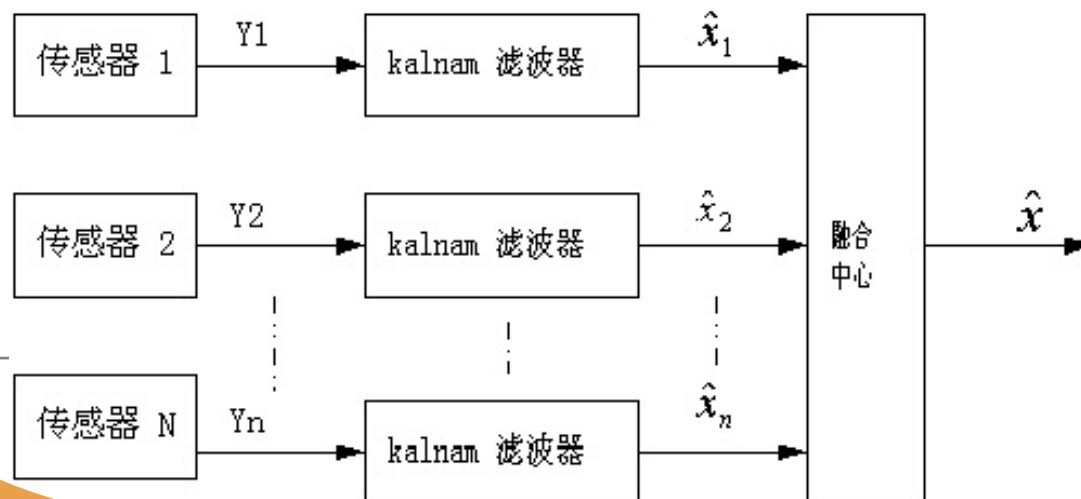 传感器 1
Y1
kalnam 滤波器
x̂₁
传感器 2
Y2
kalnam 滤波器
x̂₂
融合
中心
x̂
传感器 N
Yn
kalnam 滤波器
x̂ₙ